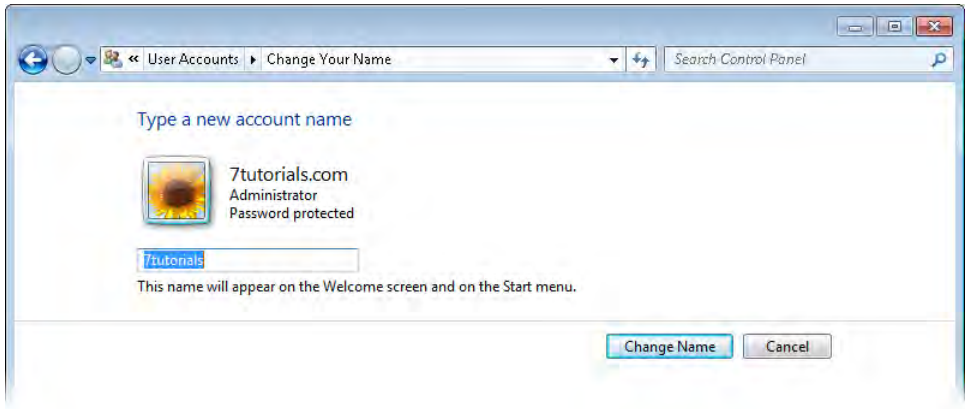 « User Accounts ▸ Change Your Name
Search Control Panel
Type a new account name
7tutorials.com
Administrator
Password protected
7tutorials
This name will appear on the Welcome screen and on the Start menu.
Change Name
Cancel